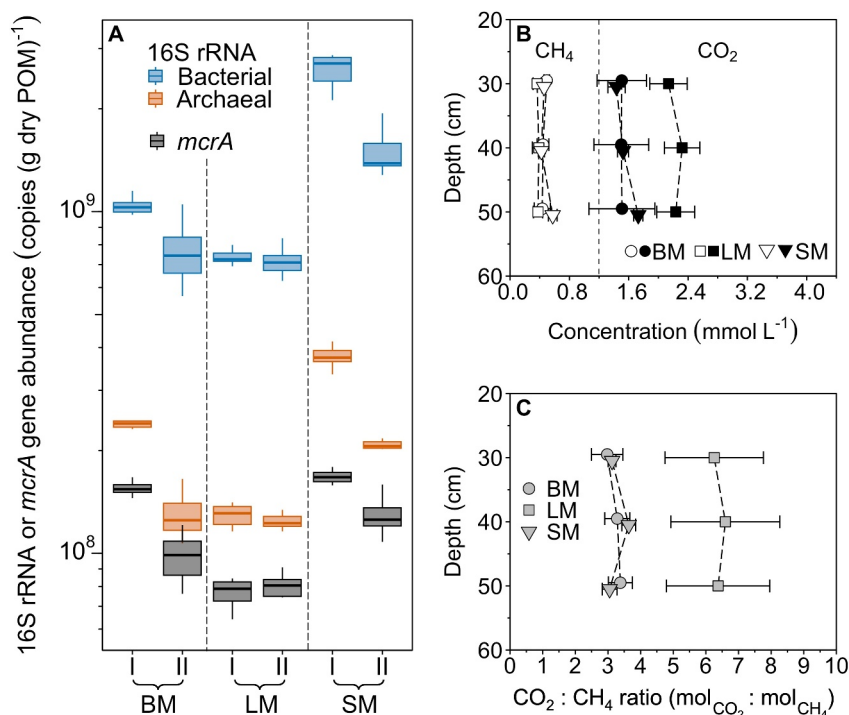 A
16S rRNA or mcrA gene abundance (copies (g dry POM)⁻¹)
16S rRNA
Bacterial
Archaeal
mcrA
10⁹
10⁸
I II I II I II
BM LM SM
B
20
30
40
50
60
Depth (cm)
CH₄ CO₂
BM LM SM
0.0 0.8 1.6 2.4 3.2 4.0
Concentration (mmol L⁻¹)
C
20
30
40
50
60
Depth (cm)
BM
LM
SM
0 1 2 3 4 5 6 7 8 9 10
CO₂ : CH₄ ratio (mol_CO₂ : mol_CH₄)